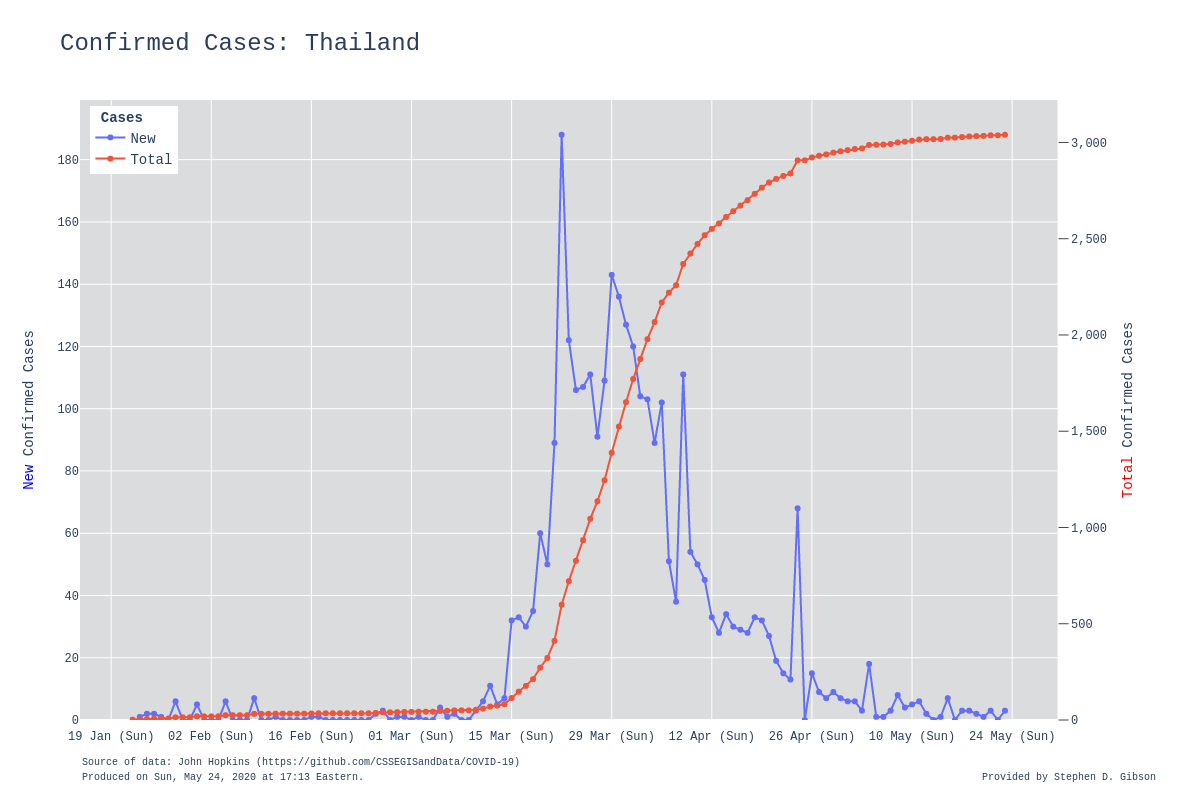 Confirmed Cases: Thailand
Cases
New
Total
180
160
140
120
100
80
60
40
20
0
New Confirmed Cases
3,000
2,500
2,000
1,500
1,000
500
0
Total Confirmed Cases
19 Jan (Sun) 02 Feb (Sun) 16 Feb (Sun) 01 Mar (Sun) 15 Mar (Sun) 29 Mar (Sun) 12 Apr (Sun) 26 Apr (Sun) 10 May (Sun) 24 May (Sun)
Source of data: John Hopkins (https://github.com/CSSEGISandData/COVID-19)
Produced on Sun, May 24, 2020 at 17:13 Eastern.
Provided by Stephen D. Gibson